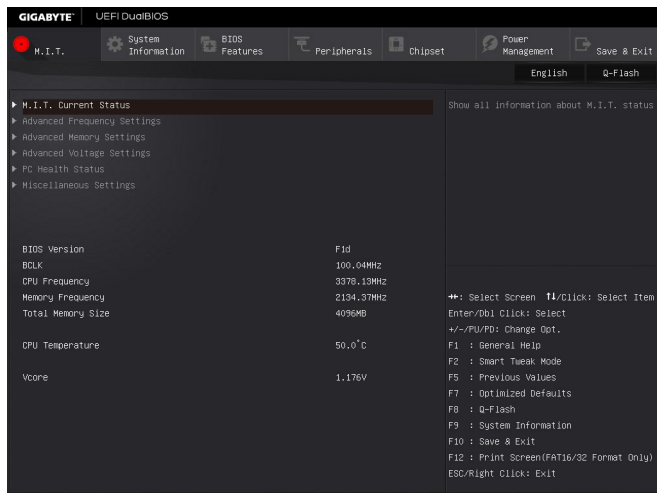 GIGABYTE™ UEFI DualBIOS
M.I.T.
System Information
BIOS Features
Peripherals
Chipset
Power Management
Save & Exit
English Q-Flash
M.I.T. Current Status
Advanced Frequency Settings
Advanced Memory Settings
Advanced Voltage Settings
PC Health Status
Miscellaneous Settings
BIOS Version F1d
BCLK 100.04MHz
CPU Frequency 3378.13MHz
Memory Frequency 2134.37MHz
Total Memory Size 4096MB
CPU Temperature 50.0°C
Vcore 1.176V
Show all information about M.I.T. status
→←: Select Screen ↑↓/Click: Select Item
Enter/Dbl Click: Select
+/-/PU/PD: Change Opt.
F1 : General Help
F2 : Smart Tweak Mode
F5 : Previous Values
F7 : Optimized Defaults
F8 : Q-Flash
F9 : System Information
F10 : Save & Exit
F12 : Print Screen(FAT16/32 Format Only)
ESC/Right Click: Exit